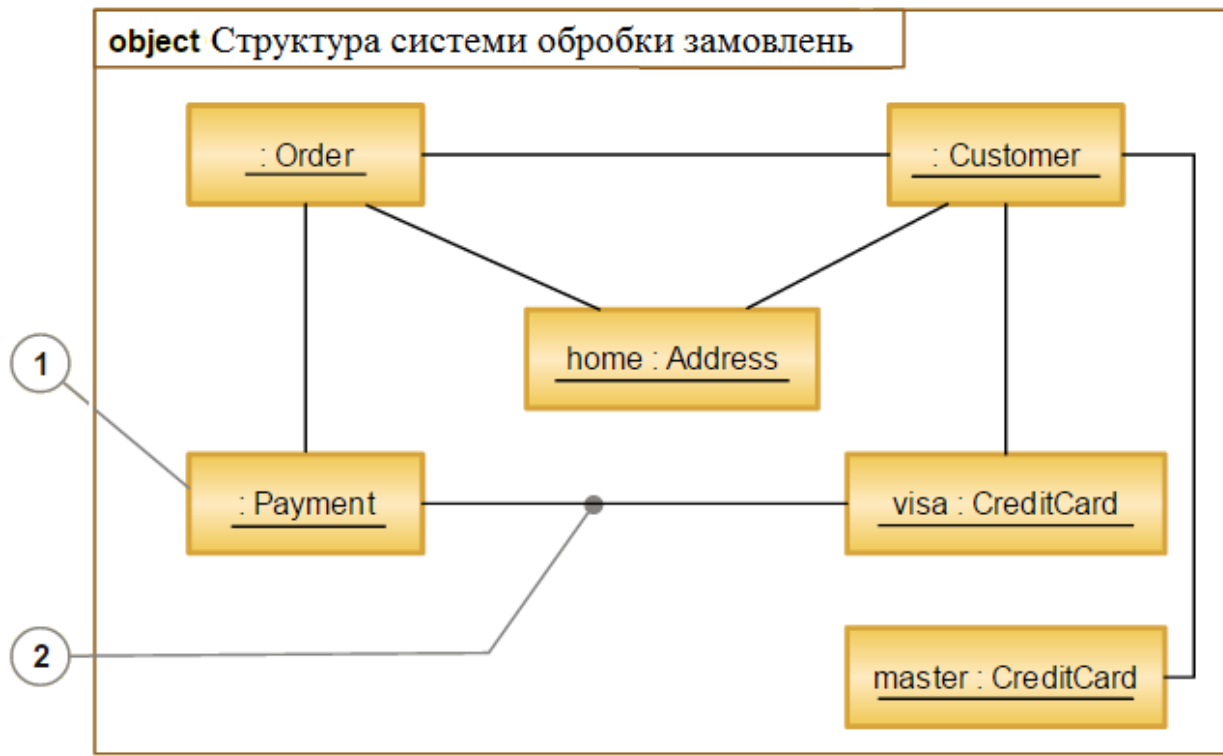 object Структура системи обробки замовлень
: Order
: Customer
home : Address
1
: Payment
visa : CreditCard
2
master : CreditCard